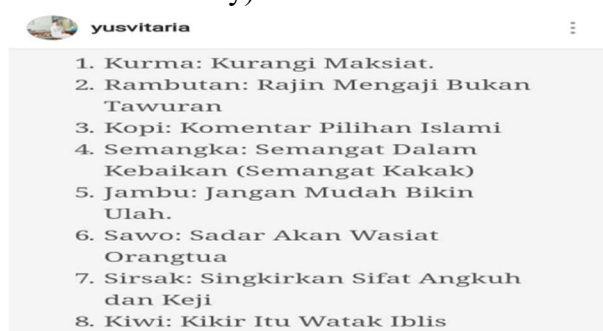 y)
yusvitaria
1. Kurma: Kurangi Maksiat.
2. Rambutan: Rajin Mengaji Bukan
Tawuran
3. Kopi: Komentar Pilihan Islami
4. Semangka: Semangat Dalam
Kebaikan (Semangat Kakak)
5. Jambu: Jangan Mudah Bikin
Ulah.
6. Sawo: Sadar Akan Wasiat
Orangtua
7. Sirsak: Singkirkan Sifat Angkuh
dan Keji
8. Kiwi: Kikir Itu Watak Iblis